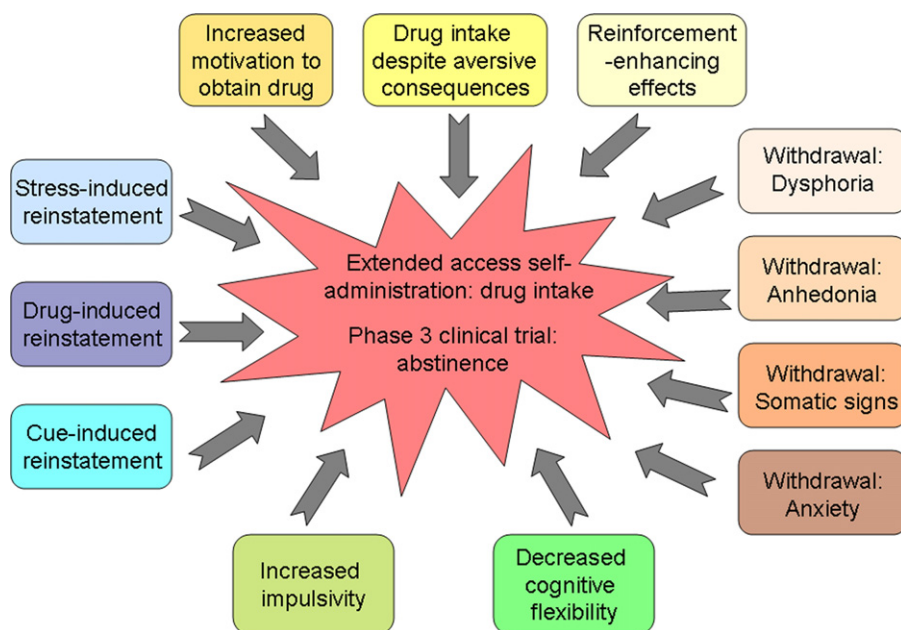 Increased
motivation to
obtain drug
Drug intake
despite aversive
consequences
Reinforcement
-enhancing
effects
Stress-induced
reinstatement
Withdrawal:
Dysphoria
Extended access self-
administration: drug intake
Phase 3 clinical trial:
abstinence
Drug-induced
reinstatement
Withdrawal:
Anhedonia
Cue-induced
reinstatement
Withdrawal:
Somatic signs
Withdrawal:
Anxiety
Increased
impulsivity
Decreased
cognitive
flexibility